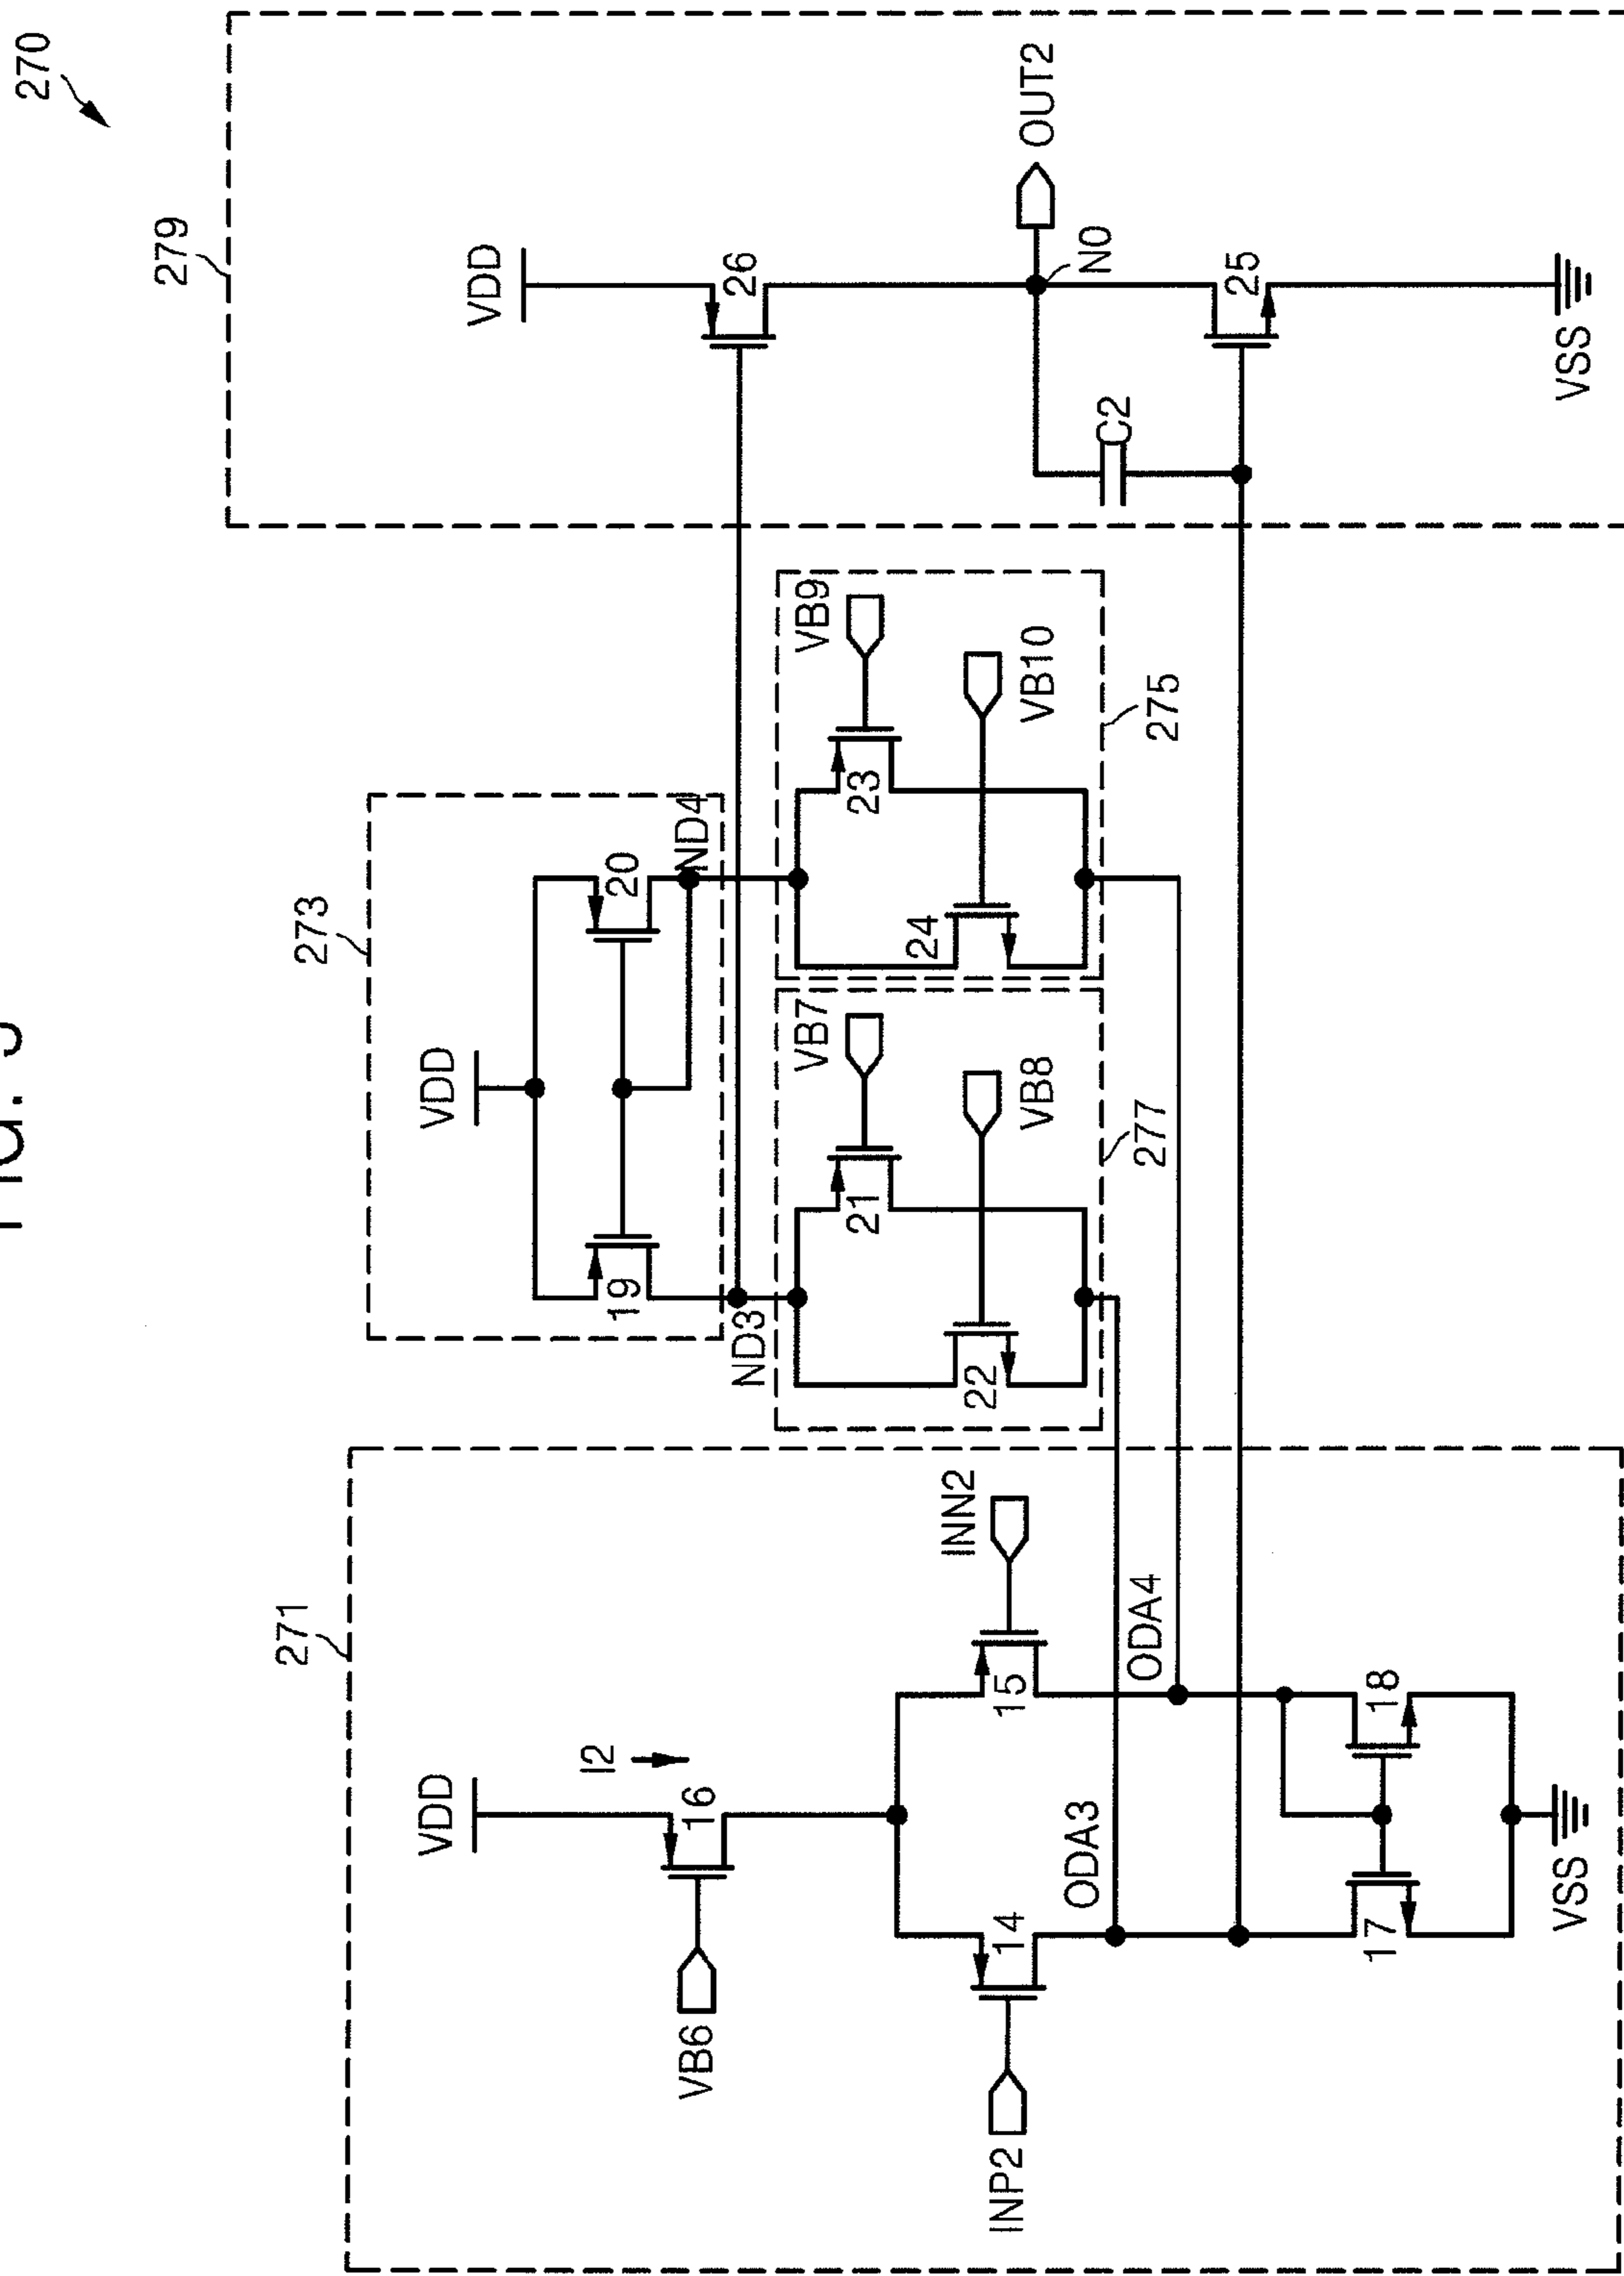 270
279
VDD
26
OUT2
N0
C2
25
VSS
273
VDD
19
20
ND3
ND4
VB7
21
VB8
22
277
VB9
23
VB10
24
275
271
VDD
I2
VB6
16
INP2
14
INN2
15
ODA3
ODA4
17
18
VSS